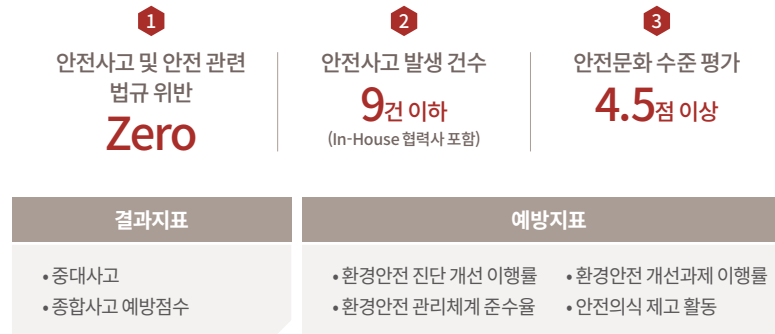 1
안전사고 및 안전 관련
법규 위반
Zero
2
안전사고 발생 건수
9건 이하
(In-House 협력사 포함)
3
안전문화 수준 평가
4.5점 이상
결과지표
• 중대사고
• 종합사고 예방점수
예방지표
• 환경안전 진단 개선 이행률
• 환경안전 관리체계 준수율
• 환경안전 개선과제 이행률
• 안전의식 제고 활동